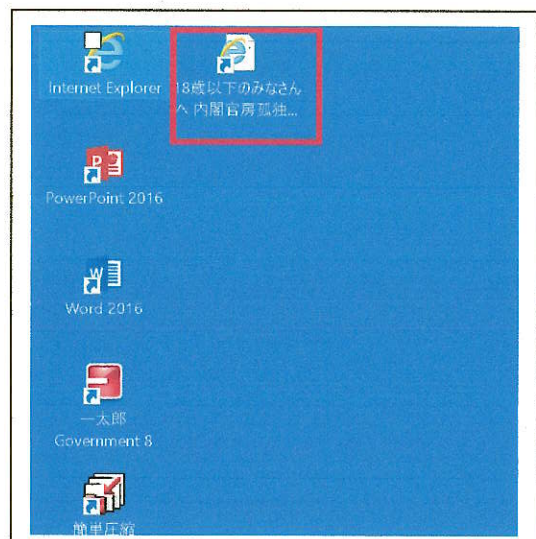 Internet Explorer
18歳以下のみなさん
へ 内閣官房孤独...
PowerPoint 2016
Word 2016
一太郎
Government 8
簡単圧縮